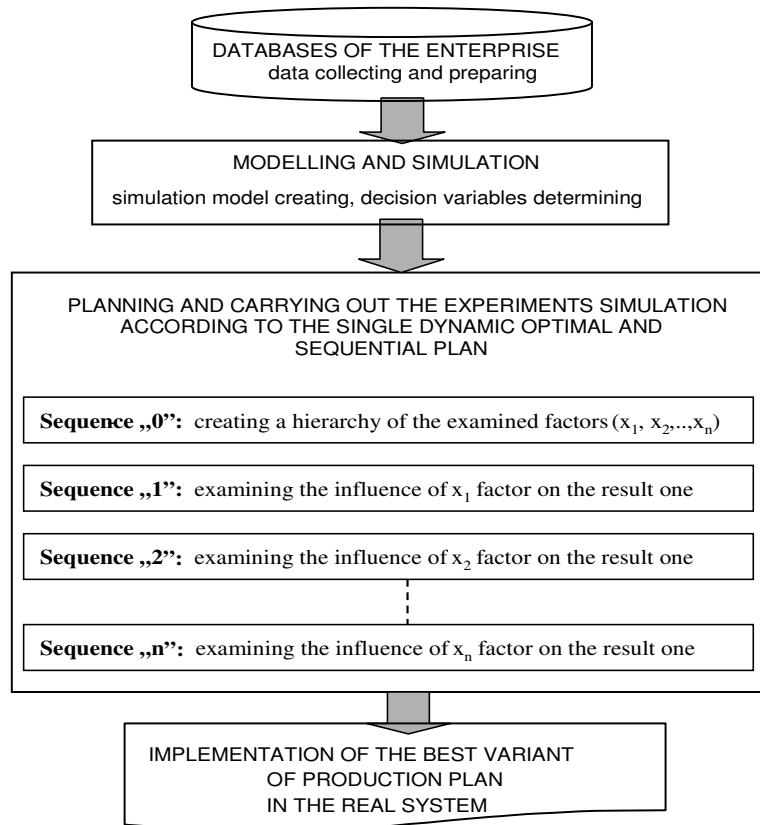 DATABASES OF THE ENTERPRISE
data collecting and preparing
MODELLING AND SIMULATION
simulation model creating, decision variables determining
PLANNING AND CARRYING OUT THE EXPERIMENTS SIMULATION
ACCORDING TO THE SINGLE DYNAMIC OPTIMAL AND
SEQUENTIAL PLAN
Sequence „0”: creating a hierarchy of the examined factors (x₁, x₂,..,xₙ)
Sequence „1”: examining the influence of x₁ factor on the result one
Sequence „2”: examining the influence of x₂ factor on the result one
Sequence „n”: examining the influence of xₙ factor on the result one
IMPLEMENTATION OF THE BEST VARIANT
OF PRODUCTION PLAN
IN THE REAL SYSTEM